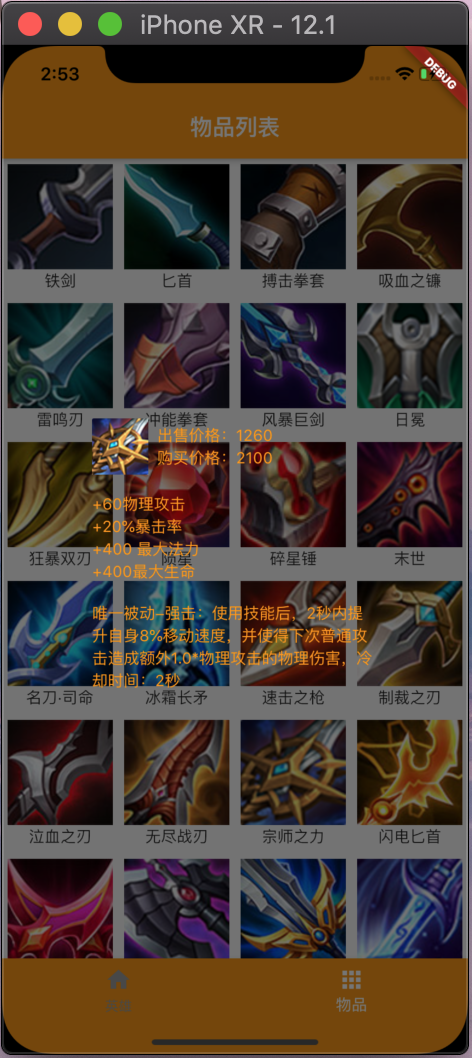 iPhone XR - 12.1
2:53
DEBUG
物品列表
铁剑
匕首
搏击拳套
吸血之镰
雷鸣刃
冲能拳套
风暴巨剑
日冕
出售价格：1260
购买价格：2100
+60物理攻击
+20%暴击率
+400 最大法力
+400最大生命
狂暴双刃
陨星
碎星锤
末世
唯一被动-强击：使用技能后，2秒内提
升自身8%移动速度，并使得下次普通攻
击造成额外1.0*物理攻击的物理伤害，冷
却时间：2秒
名刀·司命
冰霜长矛
速击之枪
制裁之刃
泣血之刃
无尽战刃
宗师之力
闪电匕首
物品